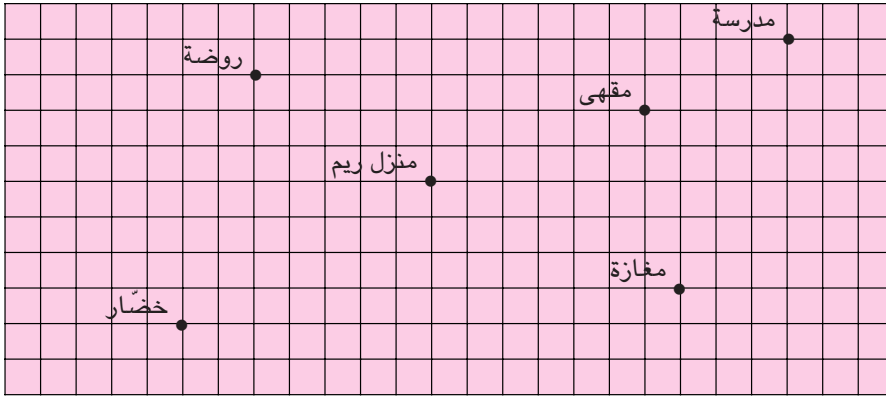 مدرسة
روضة
مقهى
منزل ريم
مغازة
خضّار